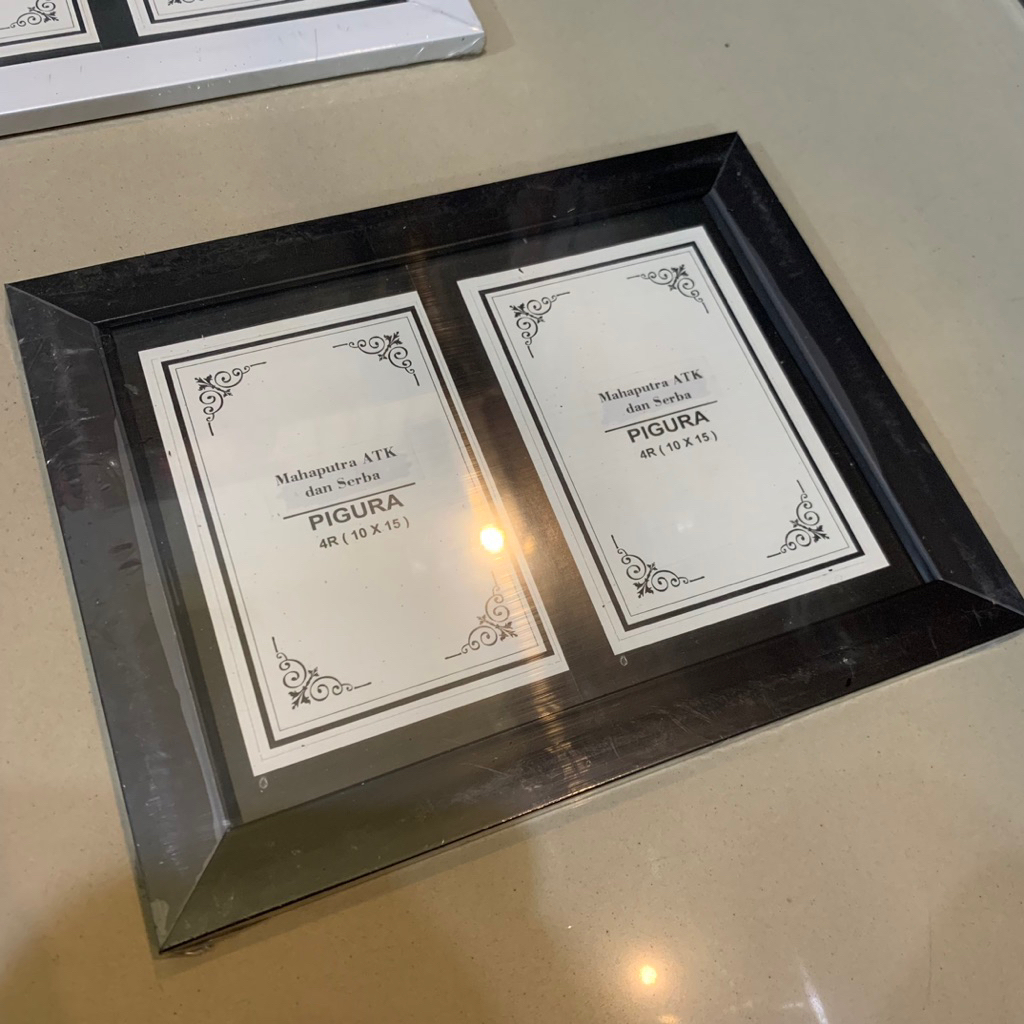 Mahaputra ATK
dan Serba
PIGURA
4R ( 10 X 15 )
Mahaputra ATK
dan Serba
PIGURA
4R ( 10 X 15 )